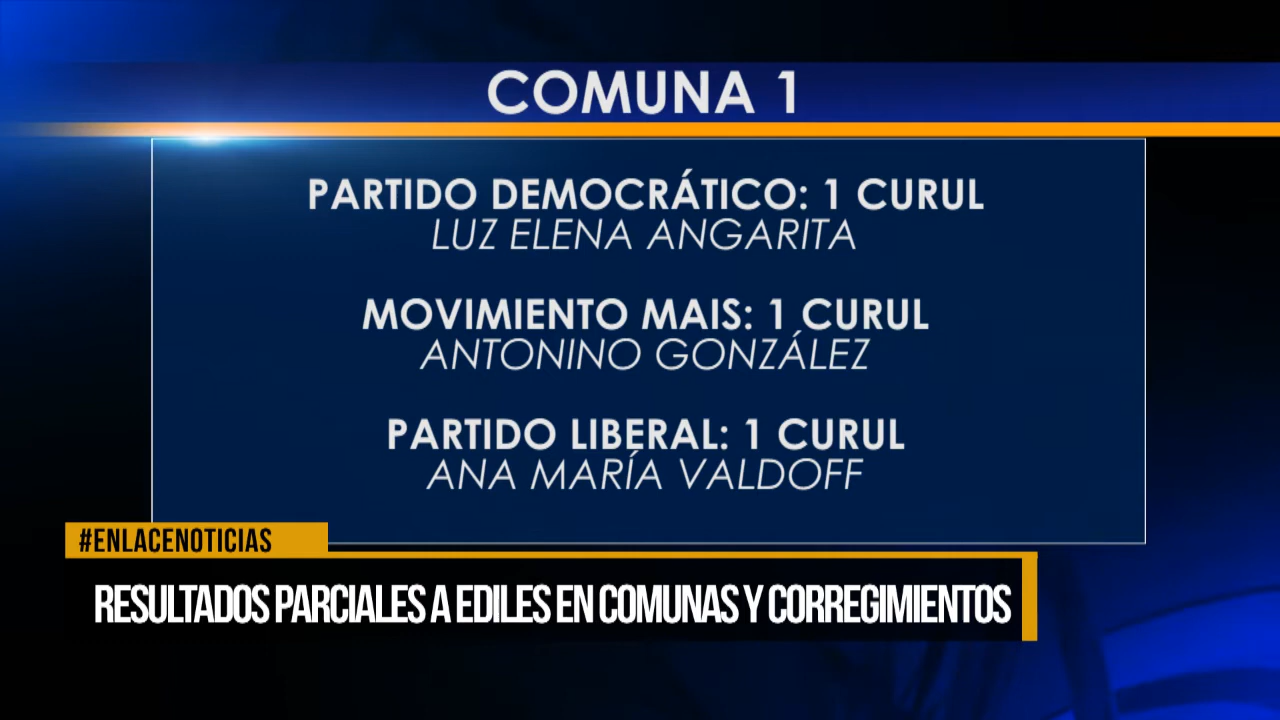 COMUNA 1
PARTIDO DEMOCRÁTICO: 1 CURUL
LUZ ELENA ANGARITA
MOVIMIENTO MAIS: 1 CURUL
ANTONINO GONZÁLEZ
PARTIDO LIBERAL: 1 CURUL
ANA MARÍA VALDOFF
#ENLACENOTICIAS
RESULTADOS PARCIALES A EDILES EN COMUNAS Y CORREGIMIENTOS